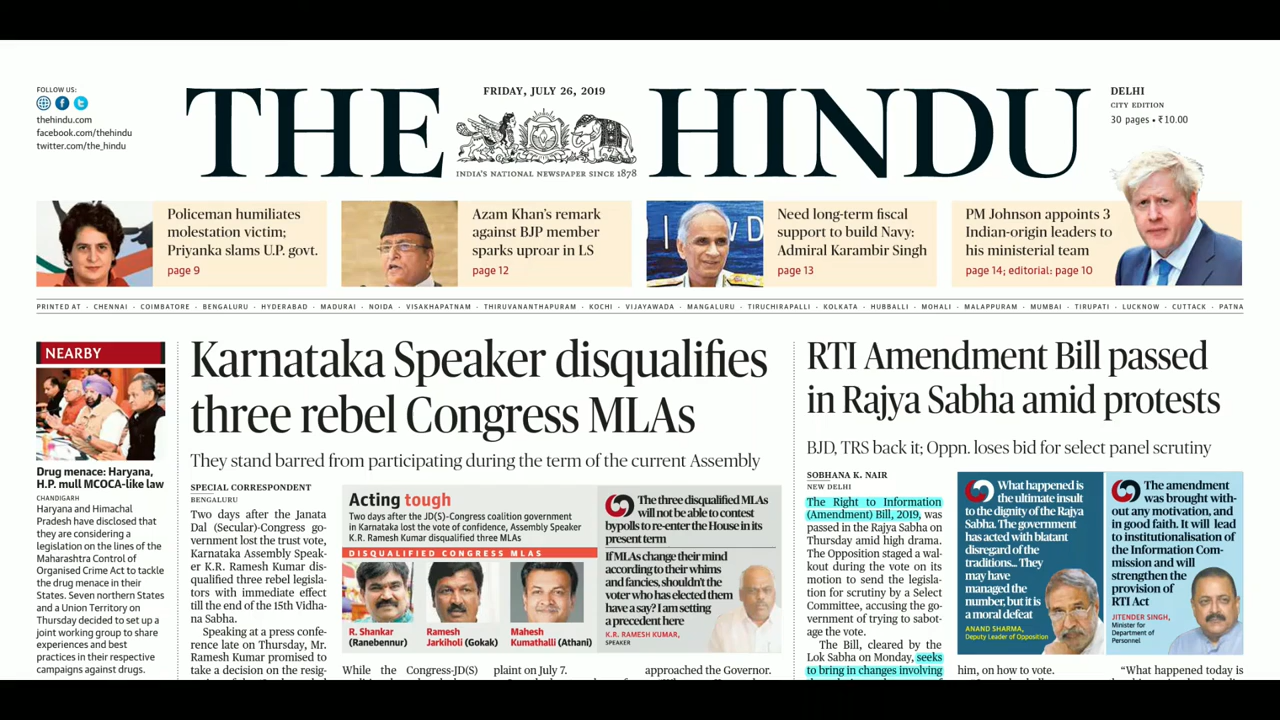 FOLLOW US:
thehindu.com
facebook.com/thehindu
twitter.com/the_hindu
THE HINDU
FRIDAY, JULY 26, 2019
INDIA'S NATIONAL NEWSPAPER SINCE 1878
DELHI
CITY EDITION
30 pages • ₹10.00
Policeman humiliates
molestation victim;
Priyanka slams U.P. govt.
page 9
Azam Khan's remark
against BJP member
sparks uproar in LS
page 12
Need long-term fiscal
support to build Navy:
Admiral Karambir Singh
page 13
PM Johnson appoints 3
Indian-origin leaders to
his ministerial team
page 14; editorial: page 10
PRINTED AT · CHENNAI · COIMBATORE · BENGALURU · HYDERABAD · MADURAI · NOIDA · VISAKHAPATNAM · THIRUVANANTHAPURAM · KOCHI · VIJAYAWADA · MANGALURU · TIRUCHIRAPALLI · KOLKATA · HUBBALLI · MOHALI · MALAPPURAM · MUMBAI · TIRUPATI · LUCKNOW · CUTTACK · PATNA
NEARBY
Drug menace: Haryana,
H.P. mull MCOCA-like law
CHANDIGARH
Haryana and Himachal
Pradesh have disclosed that
they are considering a
legislation on the lines of the
Maharashtra Control of
Organised Crime Act to tackle
the drug menace in their
States. Seven northern States
and a Union Territory on
Thursday decided to set up a
joint working group to share
experiences and best
practices in their respective
campaigns against drugs.
Karnataka Speaker disqualifies
three rebel Congress MLAs
They stand barred from participating during the term of the current Assembly
SPECIAL CORRESPONDENT
BENGALURU
Two days after the Janata
Dal (Secular)-Congress go-
vernment lost the trust vote,
Karnataka Assembly Speak-
er K.R. Ramesh Kumar dis-
qualified three rebel legisla-
tors with immediate effect
till the end of the 15th Vidha-
na Sabha.
Speaking at a press confe-
rence late on Thursday, Mr.
Ramesh Kumar promised to
take a decision on the resig-
Acting tough
Two days after the JD(S)-Congress coalition government
in Karnataka lost the vote of confidence, Assembly Speaker
K.R. Ramesh Kumar disqualified three MLAs
DISQUALIFIED CONGRESS MLAS
R. Shankar
(Ranebennur)
Ramesh
Jarkiholi (Gokak)
Mahesh
Kumathalli (Athani)
The three disqualified MLAs
will not be able to contest
bypolls to re-enter the House in its
present term
If MLAs change their mind
according to their whims
and fancies, shouldn't the
voter who has elected them
have a say? I am setting
a precedent here
K.R. RAMESH KUMAR,
SPEAKER
While the Congress-JD(S)
plaint on July 7.
approached the Governor.
RTI Amendment Bill passed
in Rajya Sabha amid protests
BJD, TRS back it; Oppn. loses bid for select panel scrutiny
SOBHANA K. NAIR
NEW DELHI
The Right to Information
(Amendment) Bill, 2019, was
passed in the Rajya Sabha on
Thursday amid high drama.
The Opposition staged a wal-
kout during the vote on its
motion to send the legisla-
tion for scrutiny by a Select
Committee, accusing the go-
vernment of trying to sabot-
age the vote.
The Bill, cleared by the
Lok Sabha on Monday, seeks
to bring in changes involving
What happened is
the ultimate insult
to the dignity of the Rajya
Sabha. The government
has acted with blatant
disregard of the
traditions... They
may have
managed the
number, but it is
a moral defeat
ANAND SHARMA,
Deputy Leader of Opposition
The amendment
was brought with-
out any motivation, and
in good faith. It will lead
to institutionalisation of
the Information Com-
mission and will
strengthen the
provision of
RTI Act
JITENDER SINGH,
Minister for
Department of
Personnel
him, on how to vote.
"What happened today is